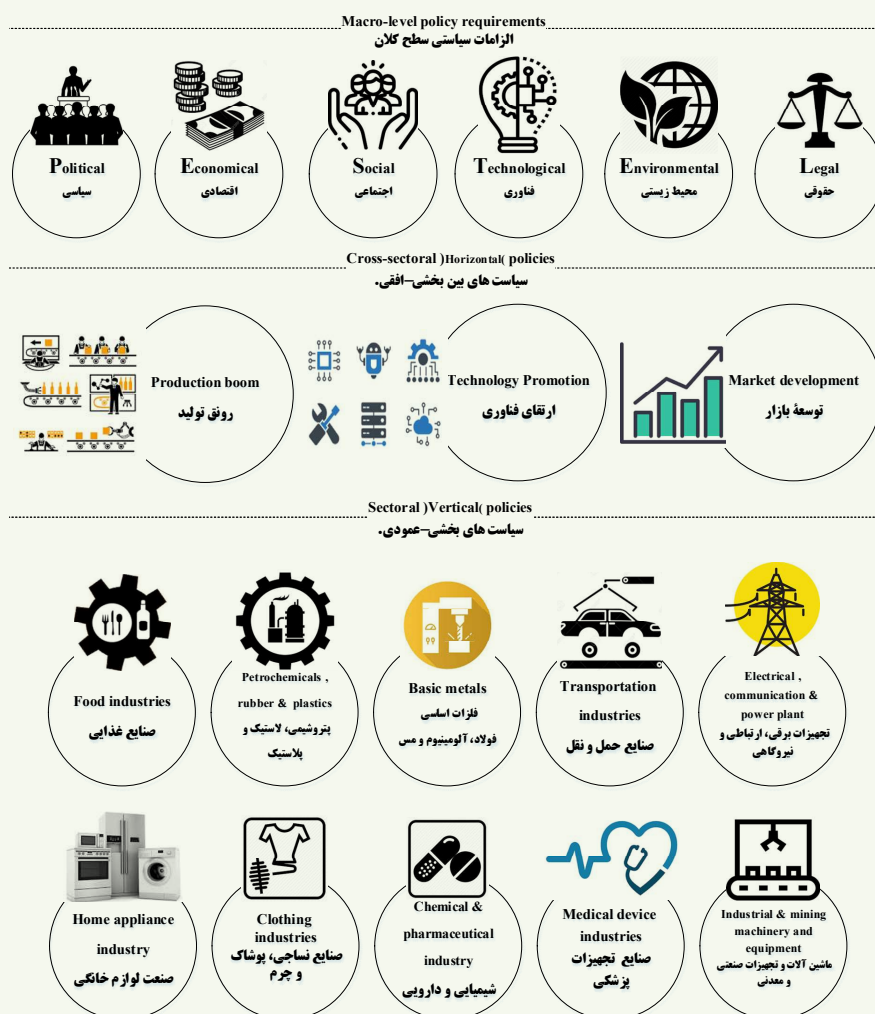 Macro-level policy requirements
الزامات سیاستی سطح کلان
Political
سیاسی
Economical
اقتصادی
Social
اجتماعی
Technological
فناوری
Environmental
محیط زیستی
Legal
حقوقی
Cross-sectoral )Horizontal( policies
سیاست های بین بخشی-افقی.
Production boom
رونق تولید
Technology Promotion
ارتقای فناوری
Market development
توسعهٔ بازار
Sectoral )Vertical( policies
سیاست های بخشی-عمودی.
Food industries
صنایع غذایی
Petrochemicals ,
rubber & plastics
پتروشیمی، لاستیک و
پلاستیک
Basic metals
فلزات اساسی
فولاد، آلومینیوم و مس
Transportation
industries
صنایع حمل و نقل
Electrical ,
communication &
power plant
تجهیزات برقی، ارتباطی و
نیروگاهی
Home appliance
industry
صنعت لوازم خانگی
Clothing
industries
صنایع نساجی، پوشاک
و چرم
Chemical &
pharmaceutical
industry
شیمیایی و دارویی
Medical device
industries
صنایع تجهیزات
پزشکی
Industrial & mining
machinery and
equipment
ماشین آلات و تجهیزات صنعتی
و معدنی